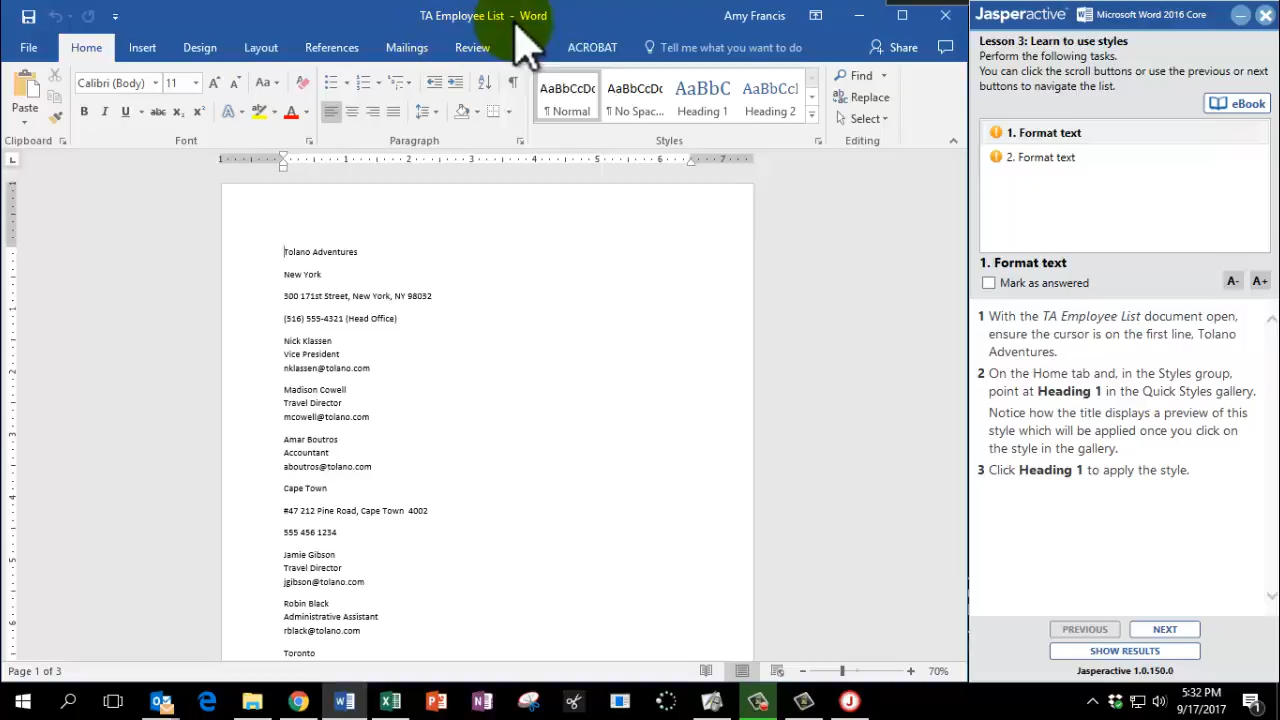 TA Employee List - Word
Amy Francis
File
Home
Insert
Design
Layout
References
Mailings
Review
ACROBAT
Tell me what you want to do
Share
Paste
Calibri (Body)
11
Aa
AaBbCcDc
¶ Normal
AaBbCcDc
¶ No Spac...
AaBbC
Heading 1
AaBbCcI
Heading 2
Find
Replace
Select
Clipboard
Font
Paragraph
Styles
Editing
Tolano Adventures
New York
300 171st Street, New York, NY 98032
(516) 555-4321 (Head Office)
Nick Klassen
Vice President
nklassen@tolano.com
Madison Cowell
Travel Director
mcowell@tolano.com
Amar Boutros
Accountant
aboutros@tolano.com
Cape Town
#47 212 Pine Road, Cape Town 4002
555 456 1234
Jamie Gibson
Travel Director
jgibson@tolano.com
Robin Black
Administrative Assistant
rblack@tolano.com
Toronto
Page 1 of 3
70%
Jasperactive
Microsoft Word 2016 Core
Lesson 3: Learn to use styles
Perform the following tasks.
You can click the scroll buttons or use the previous or next
buttons to navigate the list.
eBook
1. Format text
2. Format text
1. Format text
Mark as answered
A-
A+
1 With the TA Employee List document open,
ensure the cursor is on the first line, Tolano
Adventures.
2 On the Home tab and, in the Styles group,
point at Heading 1 in the Quick Styles gallery.
Notice how the title displays a preview of this
style which will be applied once you click on
the style in the gallery.
3 Click Heading 1 to apply the style.
PREVIOUS
NEXT
SHOW RESULTS
Jasperactive 1.0.150.0
5:32 PM
9/17/2017